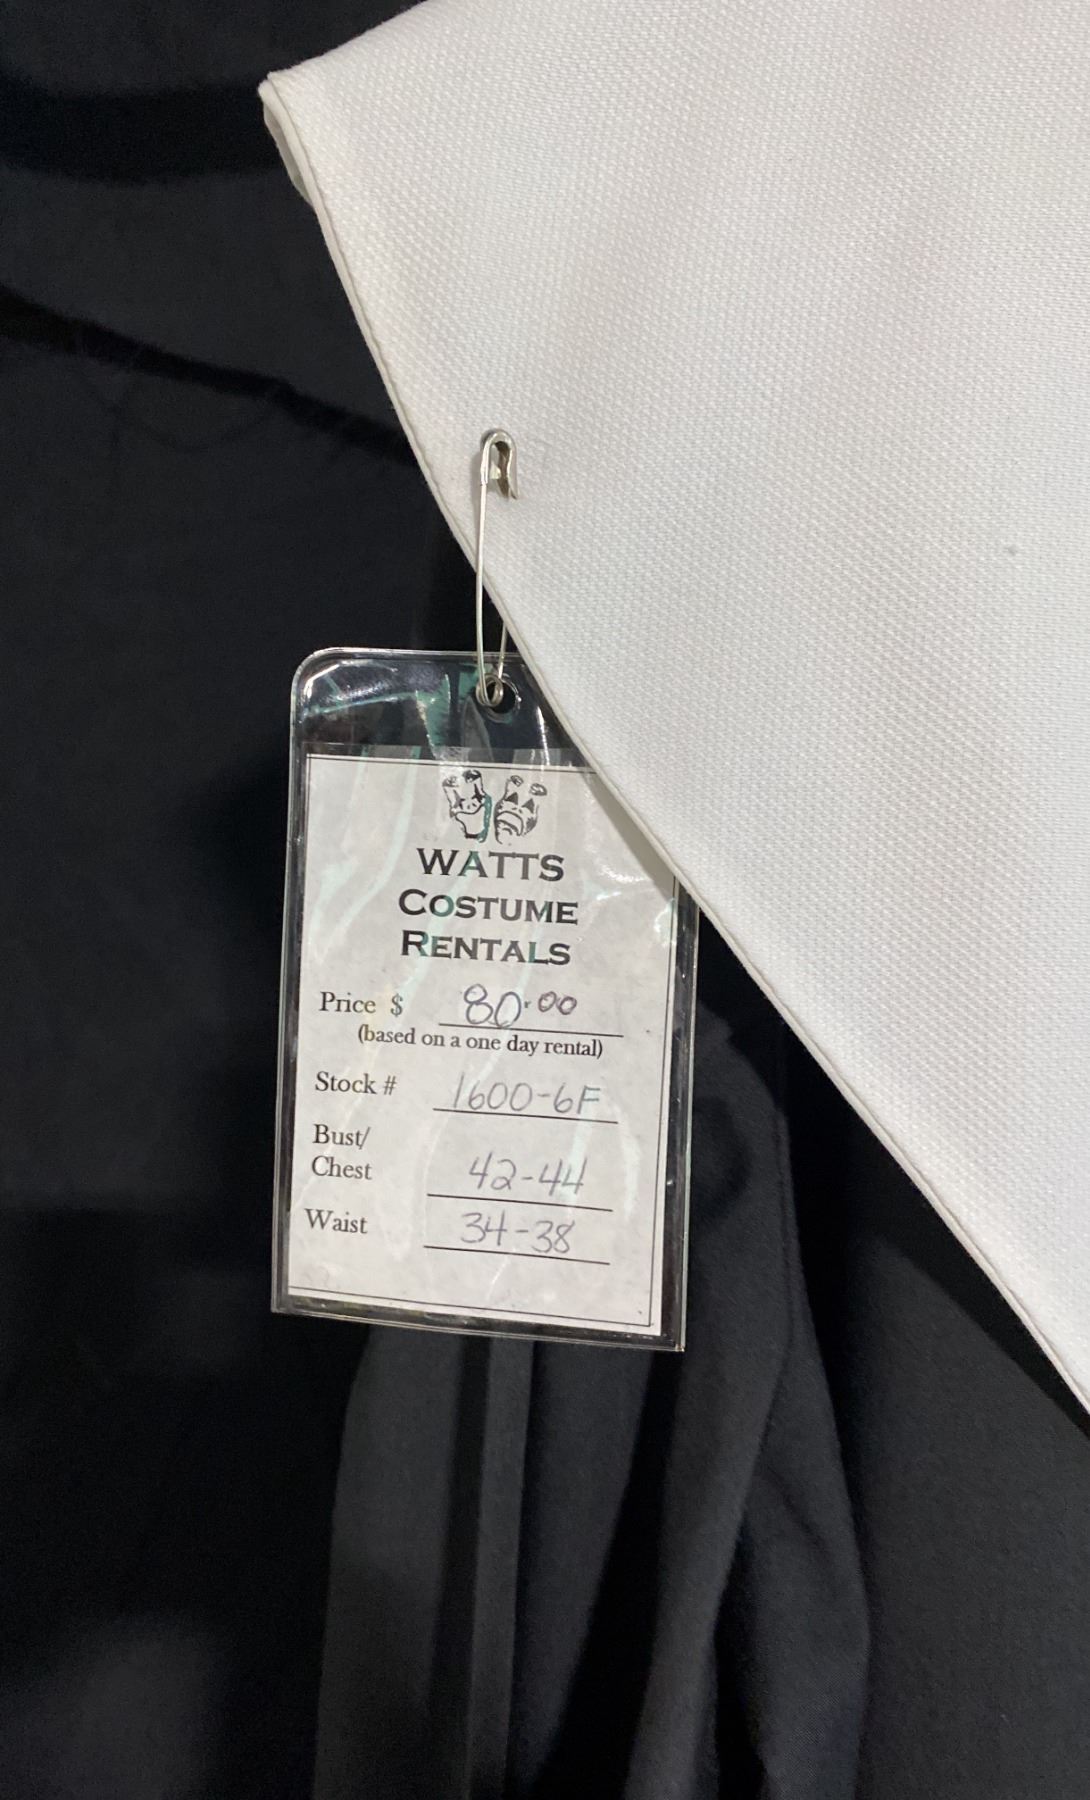 WATTS
COSTUME
RENTALS
Price $ 80.00
(based on a one day rental)
Stock # 1600-6F
Bust/
Chest 42-44
Waist 34-38